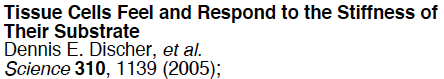 Tissue Cells Feel and Respond to the Stiffness of
Their Substrate
Dennis E. Discher, et al.
Science 310, 1139 (2005);